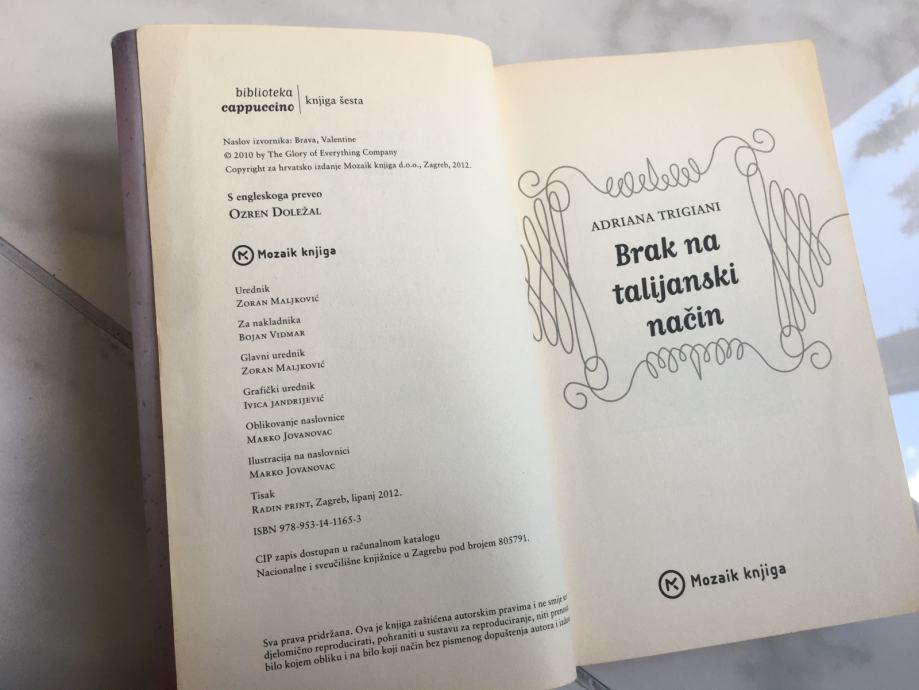 biblioteka
cappuccino
knjiga šesta
Naslov izvornika: Brava, Valentine
© 2010 by The Glory of Everything Company
Copyright za hrvatsko izdanje Mozaik knjiga d.o.o., Zagreb, 2012.
S engleskoga preveo
OZREN DOLEŽAL
Mozaik knjiga
Urednik
ZORAN MALJKOVIĆ
Za nakladnika
BOJAN VIDMAR
Glavni urednik
ZORAN MALJKOVIĆ
Grafički urednik
IVICA JANDRIJEVIĆ
Oblikovanje naslovnice
MARKO JOVANOVAC
Ilustracija na naslovnici
MARKO JOVANOVAC
Tisak
RADIN PRINT, Zagreb, lipanj 2012.
ISBN 978-953-14-1165-3
CIP zapis dostupan u računalnom katalogu
Nacionalne i sveučilišne knjižnice u Zagrebu pod brojem 805791.
Sva prava pridržana. Ova je knjiga zaštićena autorskim pravima i ne smije se
djelomično reproducirati, pohraniti u sustavu za reproduciranje, niti
bilo kojem obliku i na bilo koji način bez pismenog dopuštenja autora i
ADRIANA TRIGIANI
Brak na
talijanski
način
Mozaik knjiga